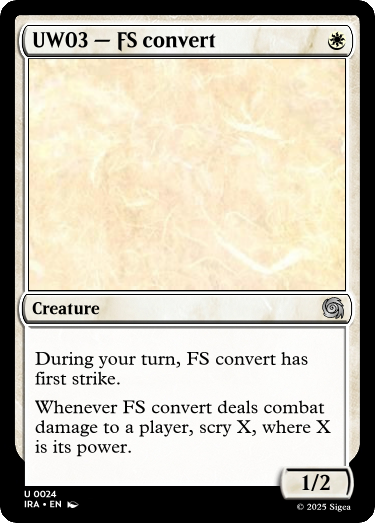 UW03 — FS convert
Creature
During your turn, FS convert has
first strike.
Whenever FS convert deals combat
damage to a player, scry X, where X
is its power.
1/2
U 0024
IRA • EN
© 2025 Sigea